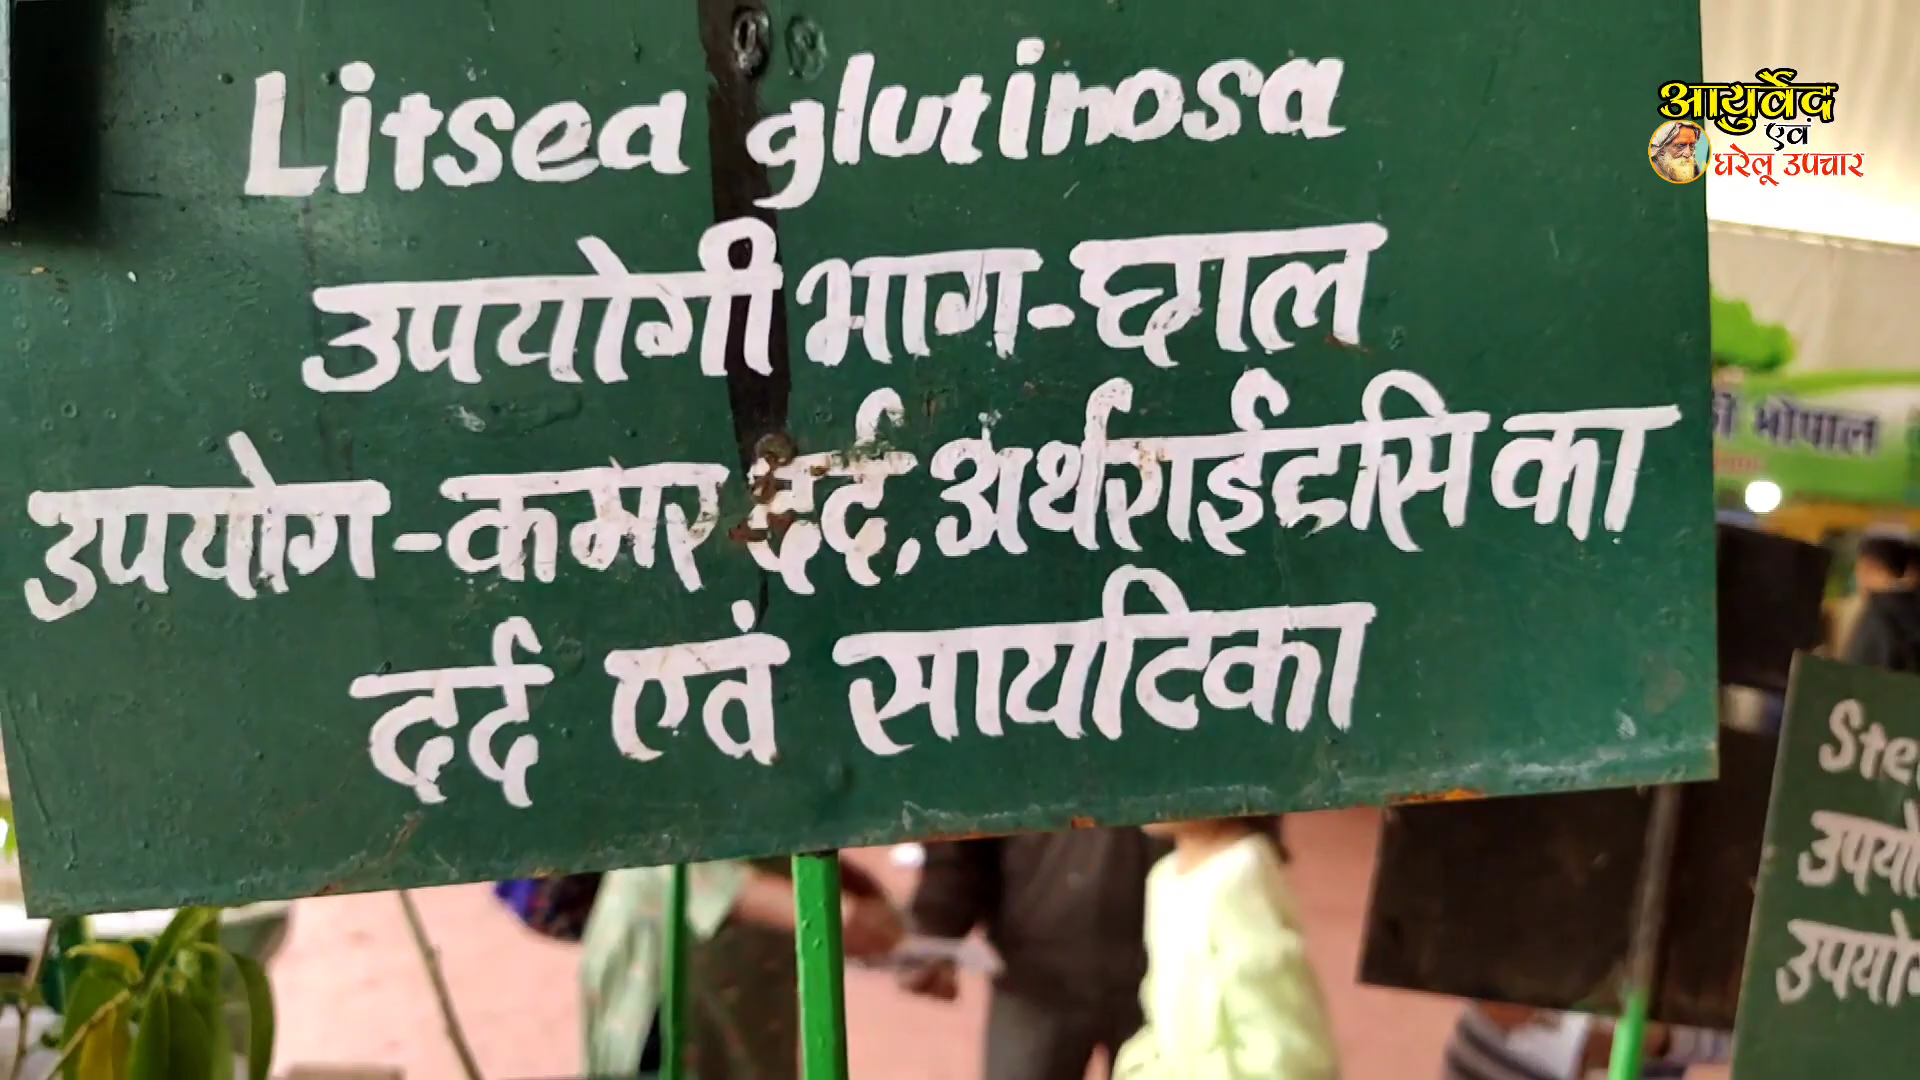 Litsea glutinosa
उपयोगी भाग-छाल
उपयोग-कमर दर्द, अर्थराईटासि का
दर्द एवं सायटिका
आयुर्वेद
एवं
घरेलू उपचार
भोपाल